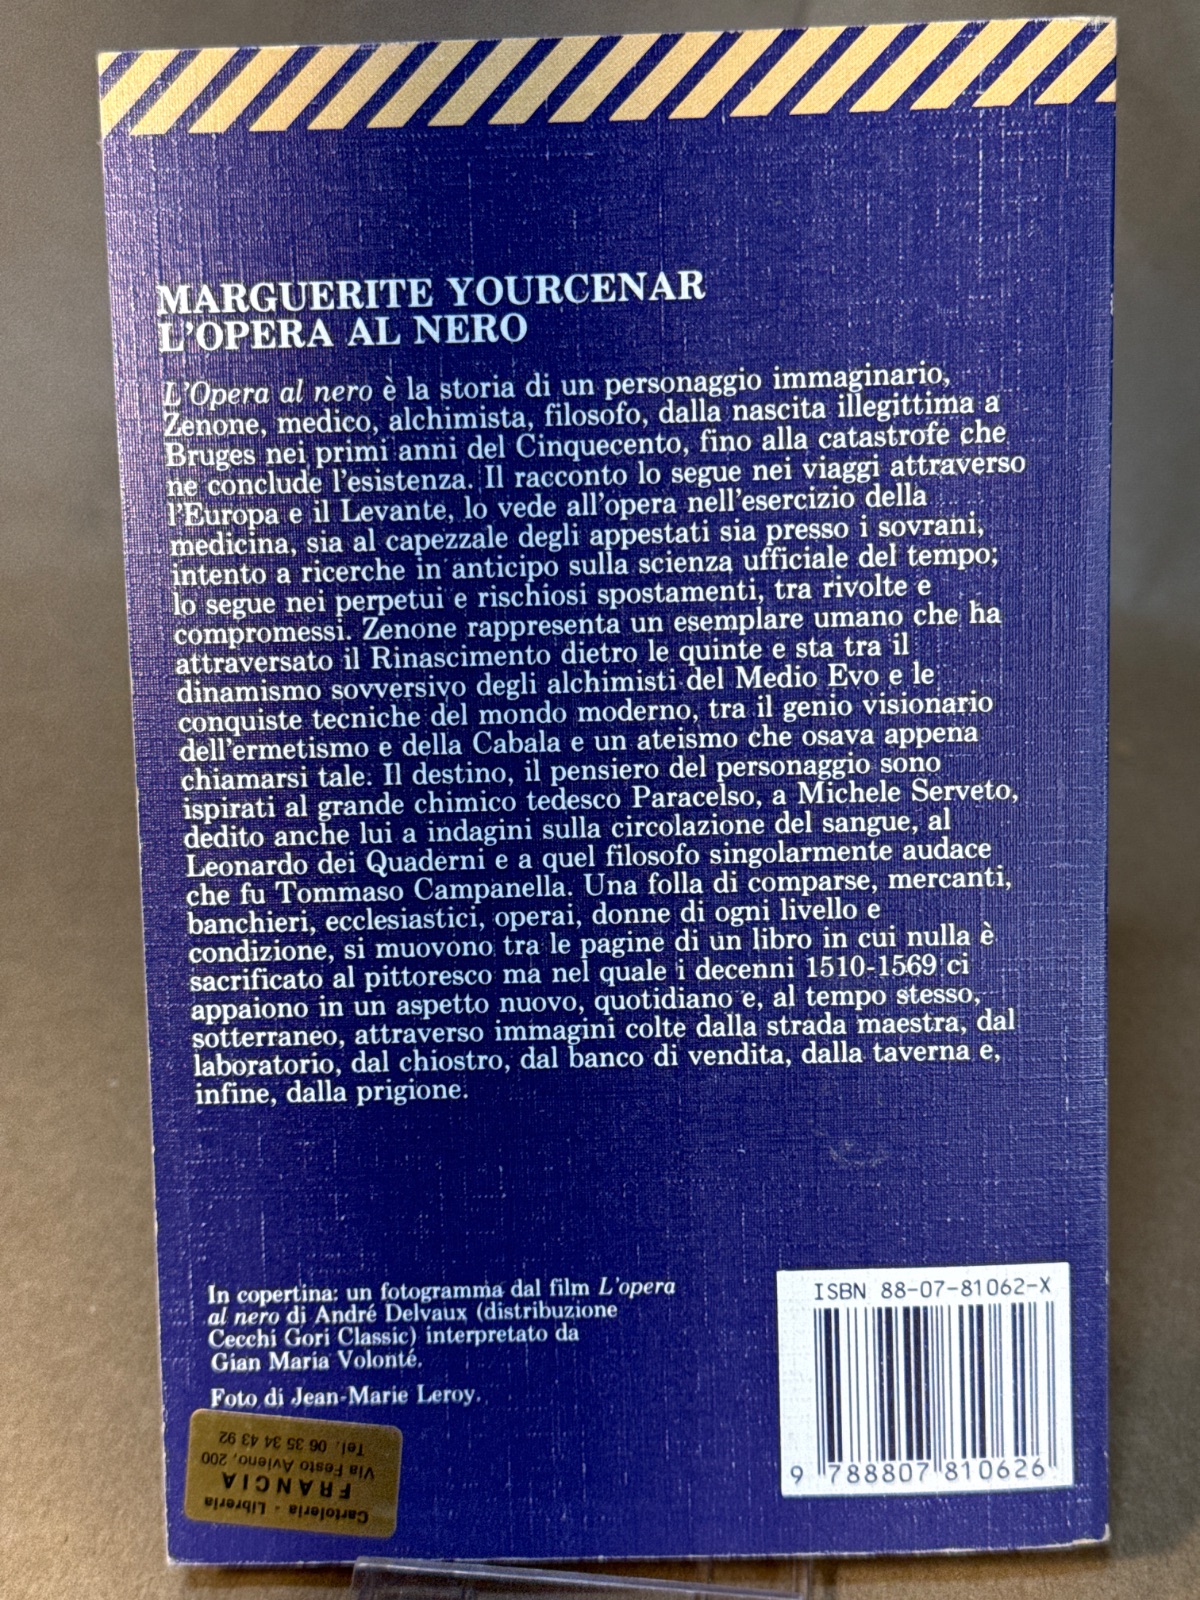 MARGUERITE YOURCENAR
L'OPERA AL NERO
L'Opera al nero è la storia di un personaggio immaginario,
Zenone, medico, alchimista, filosofo, dalla nascita illegittima a
Bruges nei primi anni del Cinquecento, fino alla catastrofe che
ne conclude l'esistenza. Il racconto lo segue nei viaggi attraverso
l'Europa e il Levante, lo vede all'opera nell'esercizio della
medicina, sia al capezzale degli appestati sia presso i sovrani,
intento a ricerche in anticipo sulla scienza ufficiale del tempo;
lo segue nei perpetui e rischiosi spostamenti, tra rivolte e
compromessi. Zenone rappresenta un esemplare umano che ha
attraversato il Rinascimento dietro le quinte e sta tra il
dinamismo sovversivo degli alchimisti del Medio Evo e le
conquiste tecniche del mondo moderno, tra il genio visionario
dell'ermetismo e della Cabala e un ateismo che osava appena
chiamarsi tale. Il destino, il pensiero del personaggio sono
ispirati al grande chimico tedesco Paracelso, a Michele Serveto,
dedito anche lui a indagini sulla circolazione del sangue, al
Leonardo dei Quaderni e a quel filosofo singolarmente audace
che fu Tommaso Campanella. Una folla di comparse, mercanti,
banchieri, ecclesiastici, operai, donne di ogni livello e
condizione, si muovono tra le pagine di un libro in cui nulla è
sacrificato al pittoresco ma nel quale i decenni 1510-1569 ci
appaiono in un aspetto nuovo, quotidiano e, al tempo stesso,
sotterraneo, attraverso immagini colte dalla strada maestra, dal
laboratorio, dal chiostro, dal banco di vendita, dalla taverna e,
infine, dalla prigione.
In copertina: un fotogramma dal film L'opera
al nero di André Delvaux (distribuzione
Cecchi Gori Classic) interpretato da
Gian Maria Volonté.
Foto di Jean-Marie Leroy.
Cartoleria - Libreria
FRANCIA
Via Festo Avieno, 200
Tel. 06 35 34 43 92
ISBN 88-07-81062-X
9 788807 810626